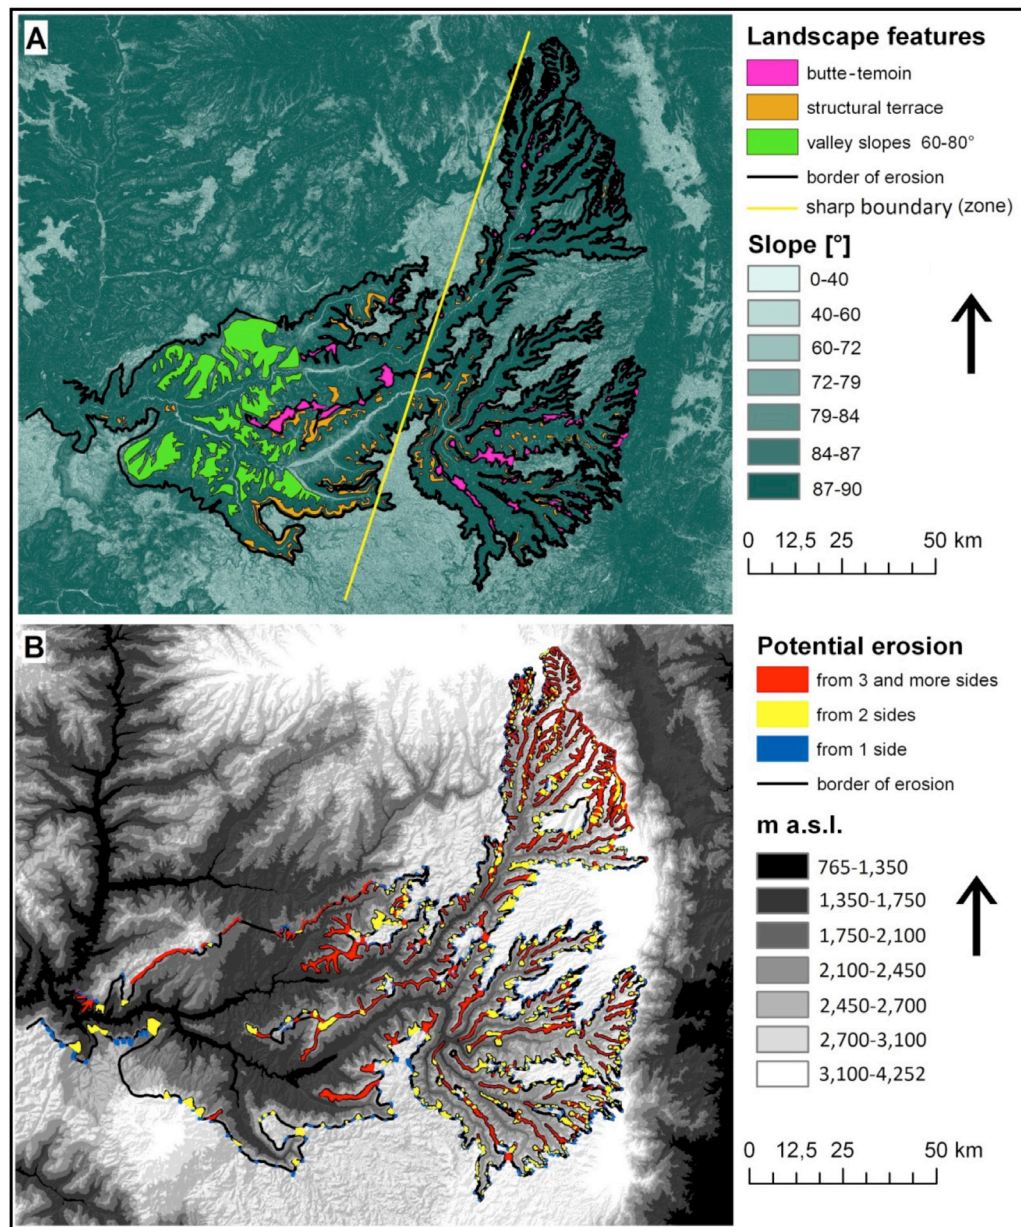 A
Landscape features
butte-temoin
structural terrace
valley slopes 60-80°
border of erosion
sharp boundary (zone)
Slope [°]
0-40
40-60
60-72
72-79
79-84
84-87
87-90
0 12,5 25 50 km
B
Potential erosion
from 3 and more sides
from 2 sides
from 1 side
border of erosion
m a.s.l.
765-1,350
1,350-1,750
1,750-2,100
2,100-2,450
2,450-2,700
2,700-3,100
3,100-4,252
0 12,5 25 50 km